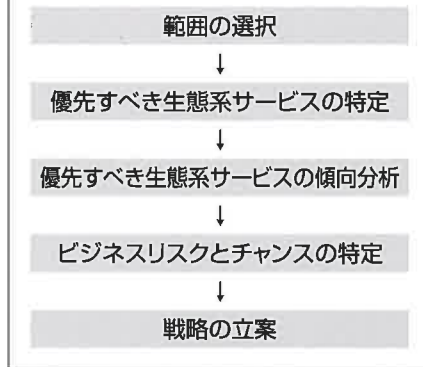 範囲の選択
↓
優先すべき生態系サービスの特定
↓
優先すべき生態系サービスの傾向分析
↓
ビジネスリスクとチャンスの特定
↓
戦略の立案